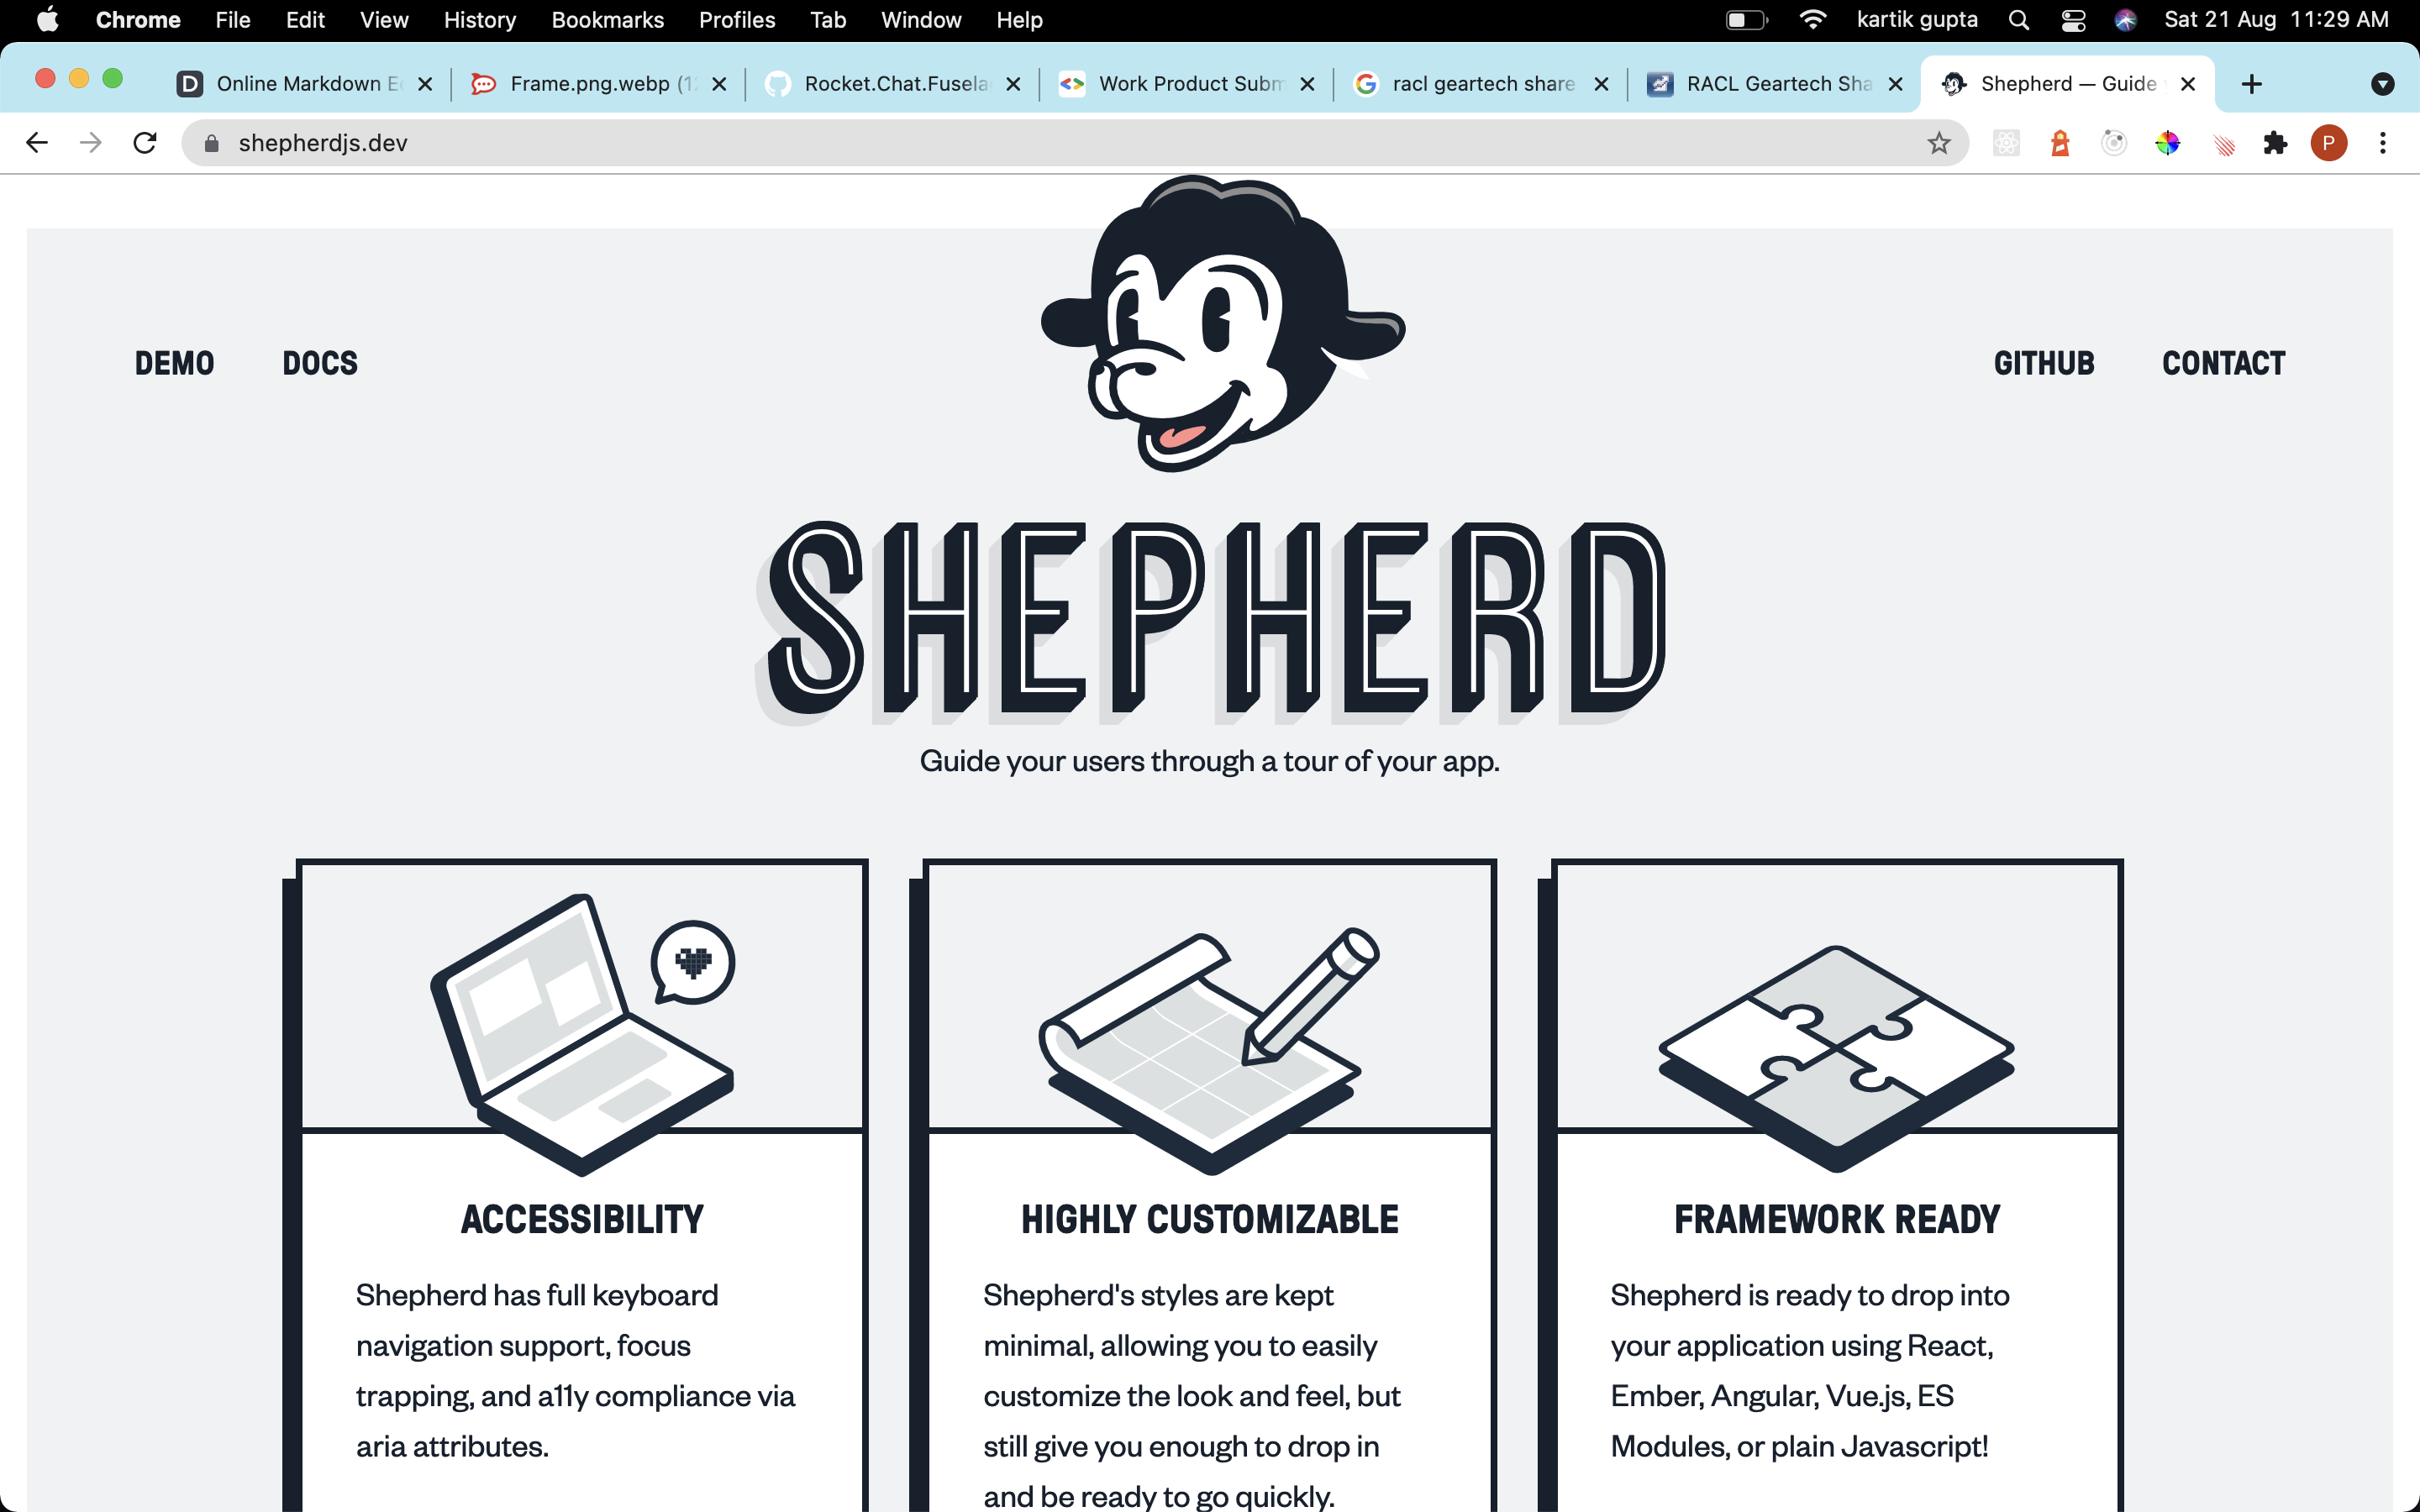 Chrome File Edit View History Bookmarks Profiles Tab Window Help kartik gupta Sat 21 Aug 11:29 AM
Online Markdown E Frame.png.webp (1 Rocket.Chat.Fusela Work Product Subm racl geartech share RACL Geartech Sha Shepherd — Guide
shepherdjs.dev P
DEMO DOCS GITHUB CONTACT
SHEPHERD
Guide your users through a tour of your app.
ACCESSIBILITY
Shepherd has full keyboard
navigation support, focus
trapping, and a11y compliance via
aria attributes.
HIGHLY CUSTOMIZABLE
Shepherd's styles are kept
minimal, allowing you to easily
customize the look and feel, but
still give you enough to drop in
and be ready to go quickly.
FRAMEWORK READY
Shepherd is ready to drop into
your application using React,
Ember, Angular, Vue.js, ES
Modules, or plain Javascript!